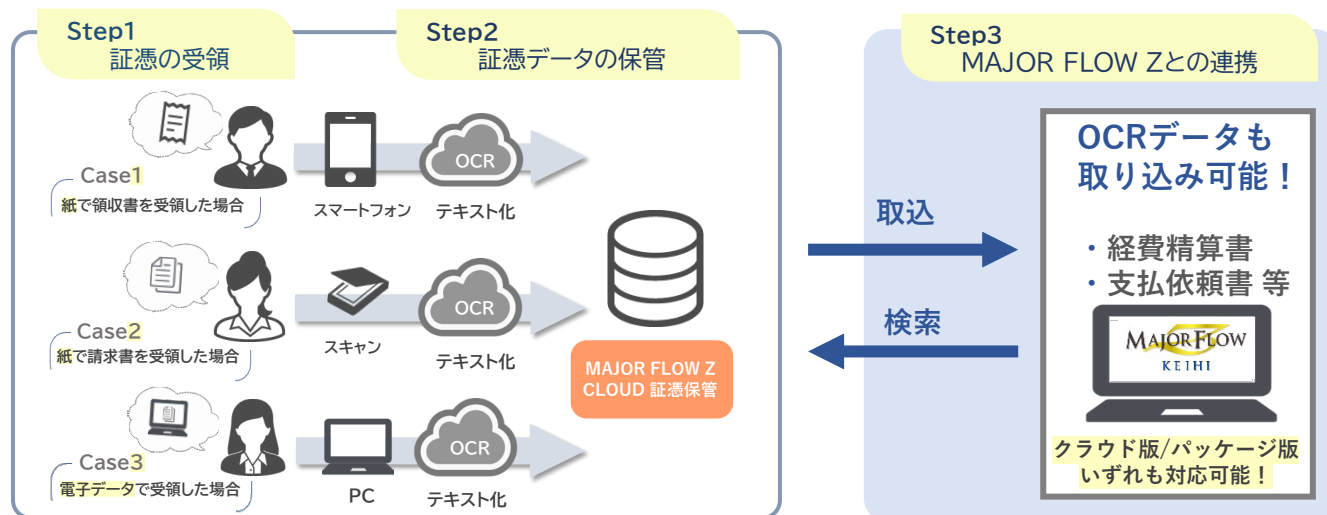 Step1
証憑の受領
Step2
証憑データの保管
Case1
紙で領収書を受領した場合
スマートフォン
OCR
テキスト化
Case2
紙で請求書を受領した場合
スキャン
OCR
テキスト化
Case3
電子データで受領した場合
PC
OCR
テキスト化
MAJOR FLOW Z
CLOUD 証憑保管
取込
検索
Step3
MAJOR FLOW Zとの連携
OCRデータも
取り込み可能！
・経費精算書
・支払依頼書 等
MAJOR FLOW
KEIHI
クラウド版/パッケージ版
いずれも対応可能！